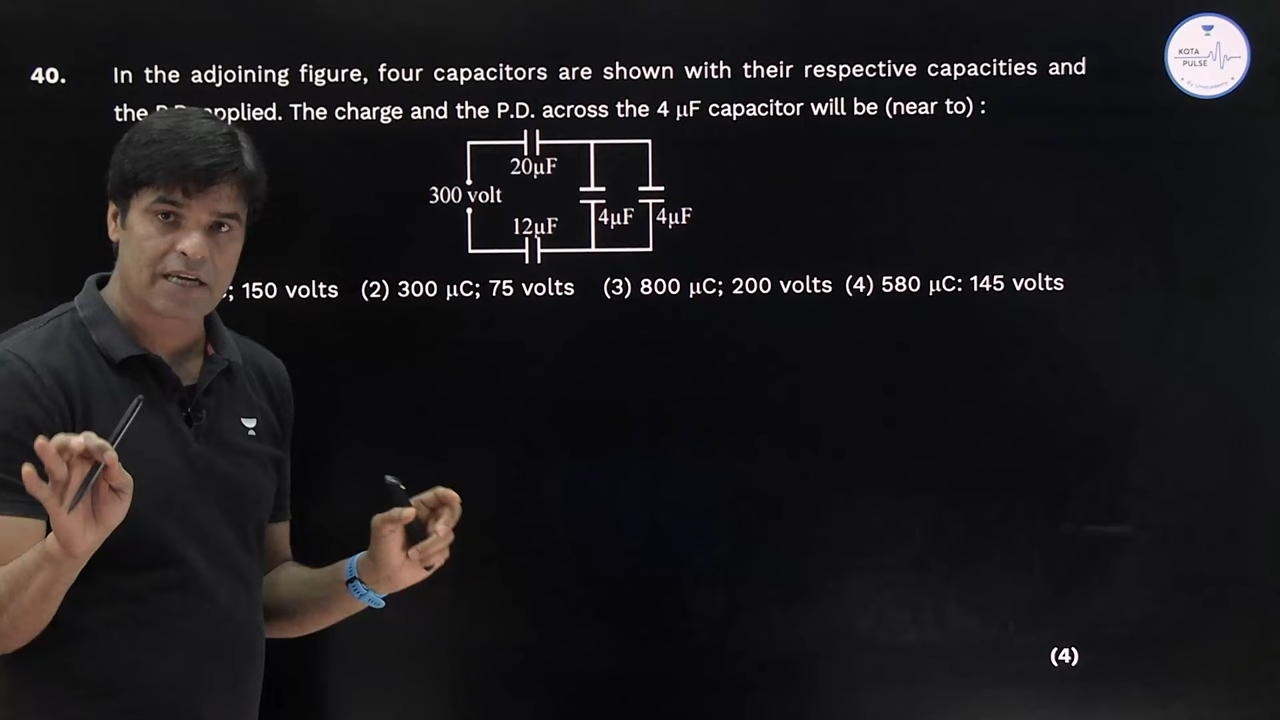 40. In the adjoining figure, four capacitors are shown with their respective capacities and
the applied. The charge and the P.D. across the 4 μF capacitor will be (near to) :
20μF
300 volt
12μF
4μF
4μF
; 150 volts (2) 300 μC; 75 volts (3) 800 μC; 200 volts (4) 580 μC: 145 volts
(4)
KOTA
PULSE